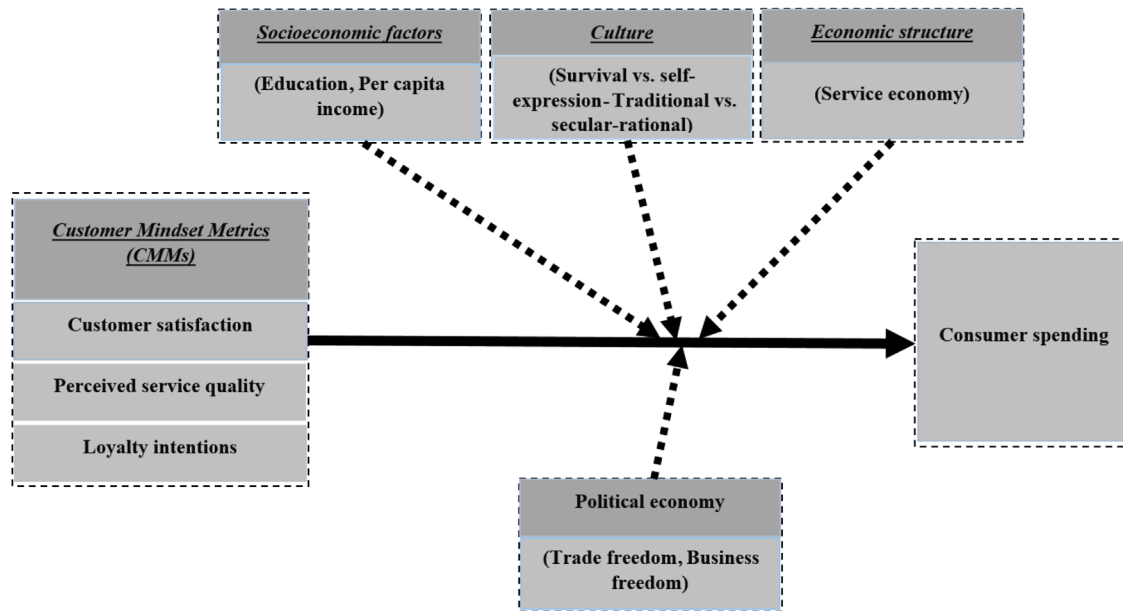 Socioeconomic factors
(Education, Per capita
income)
Culture
(Survival vs. self-
expression-Traditional vs.
secular-rational)
Economic structure
(Service economy)
Customer Mindset Metrics
(CMMs)
Customer satisfaction
Perceived service quality
Loyalty intentions
Consumer spending
Political economy
(Trade freedom, Business
freedom)